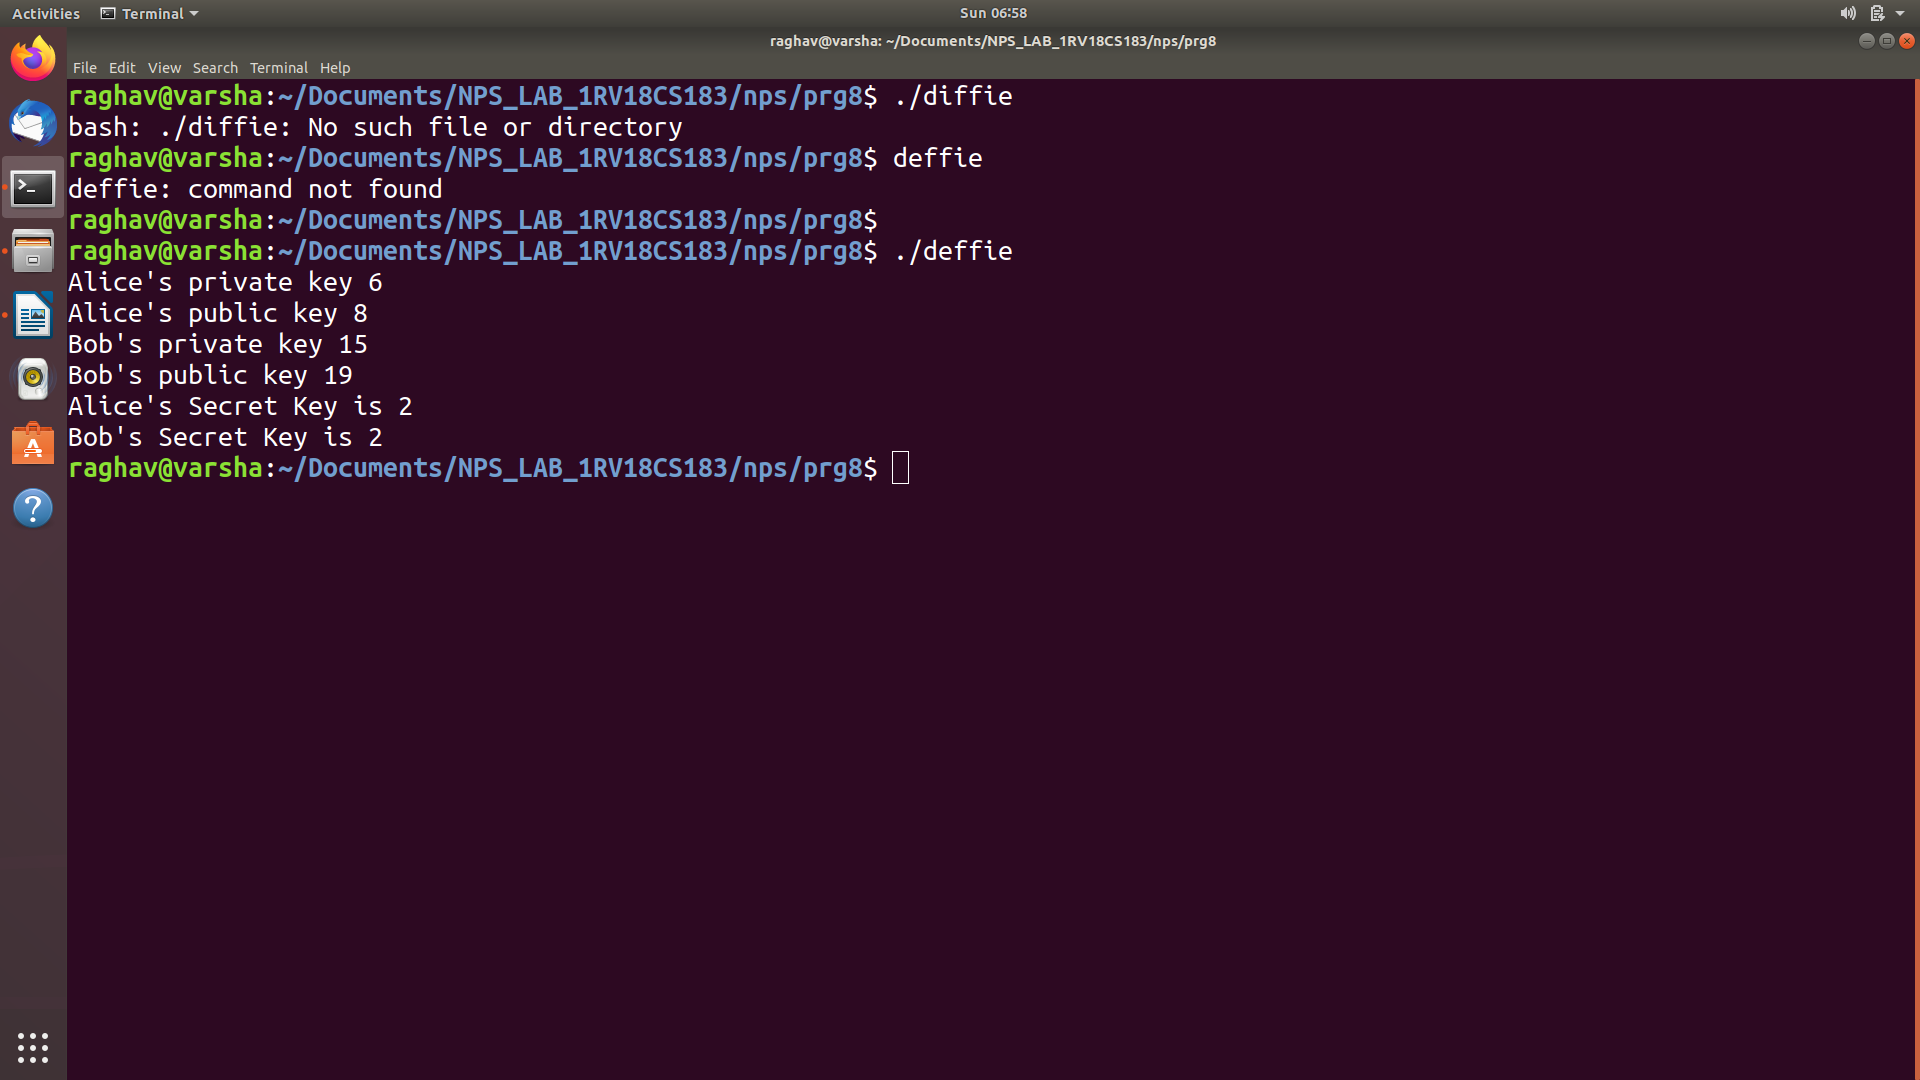 Activities Terminal Sun 06:58
raghav@varsha: ~/Documents/NPS_LAB_1RV18CS183/nps/prg8
File Edit View Search Terminal Help
raghav@varsha:~/Documents/NPS_LAB_1RV18CS183/nps/prg8$ ./diffie
bash: ./diffie: No such file or directory
raghav@varsha:~/Documents/NPS_LAB_1RV18CS183/nps/prg8$ deffie
deffie: command not found
raghav@varsha:~/Documents/NPS_LAB_1RV18CS183/nps/prg8$
raghav@varsha:~/Documents/NPS_LAB_1RV18CS183/nps/prg8$ ./deffie
Alice's private key 6
Alice's public key 8
Bob's private key 15
Bob's public key 19
Alice's Secret Key is 2
Bob's Secret Key is 2
raghav@varsha:~/Documents/NPS_LAB_1RV18CS183/nps/prg8$